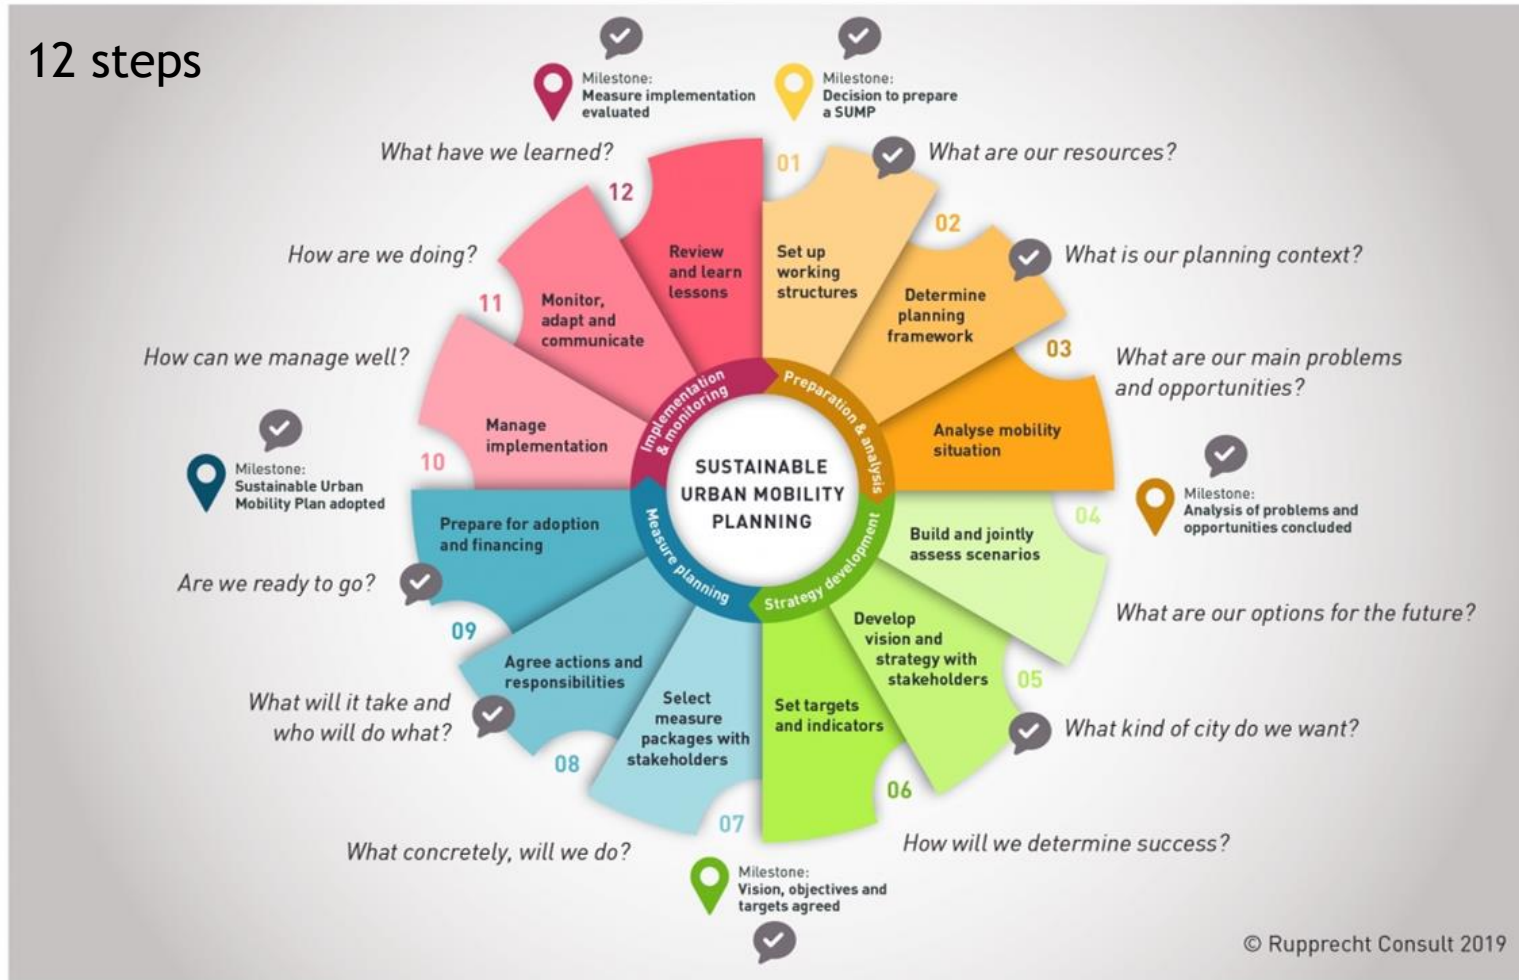 12 steps
Milestone:
Measure implementation
evaluated
Milestone:
Decision to prepare
a SUMP
What have we learned?
What are our resources?
How are we doing?
What is our planning context?
How can we manage well?
What are our main problems
and opportunities?
Milestone:
Sustainable Urban
Mobility Plan adopted
Milestone:
Analysis of problems and
opportunities concluded
Are we ready to go?
What are our options for the future?
What will it take and
who will do what?
What kind of city do we want?
What concretely, will we do?
How will we determine success?
Milestone:
Vision, objectives and
targets agreed
01
Set up
working
structures
02
Determine
planning
framework
03
Analyse mobility
situation
04
Build and jointly
assess scenarios
05
Develop
vision and
strategy with
stakeholders
06
Set targets
and indicators
07
Select
measure
packages with
stakeholders
08
Agree actions and
responsibilities
09
Prepare for adoption
and financing
10
Manage
implementation
11
Monitor,
adapt and
communicate
12
Review
and learn
lessons
Preparation & analysis
Strategy development
Measure planning
Implementation
& monitoring
SUSTAINABLE
URBAN MOBILITY
PLANNING
© Rupprecht Consult 2019